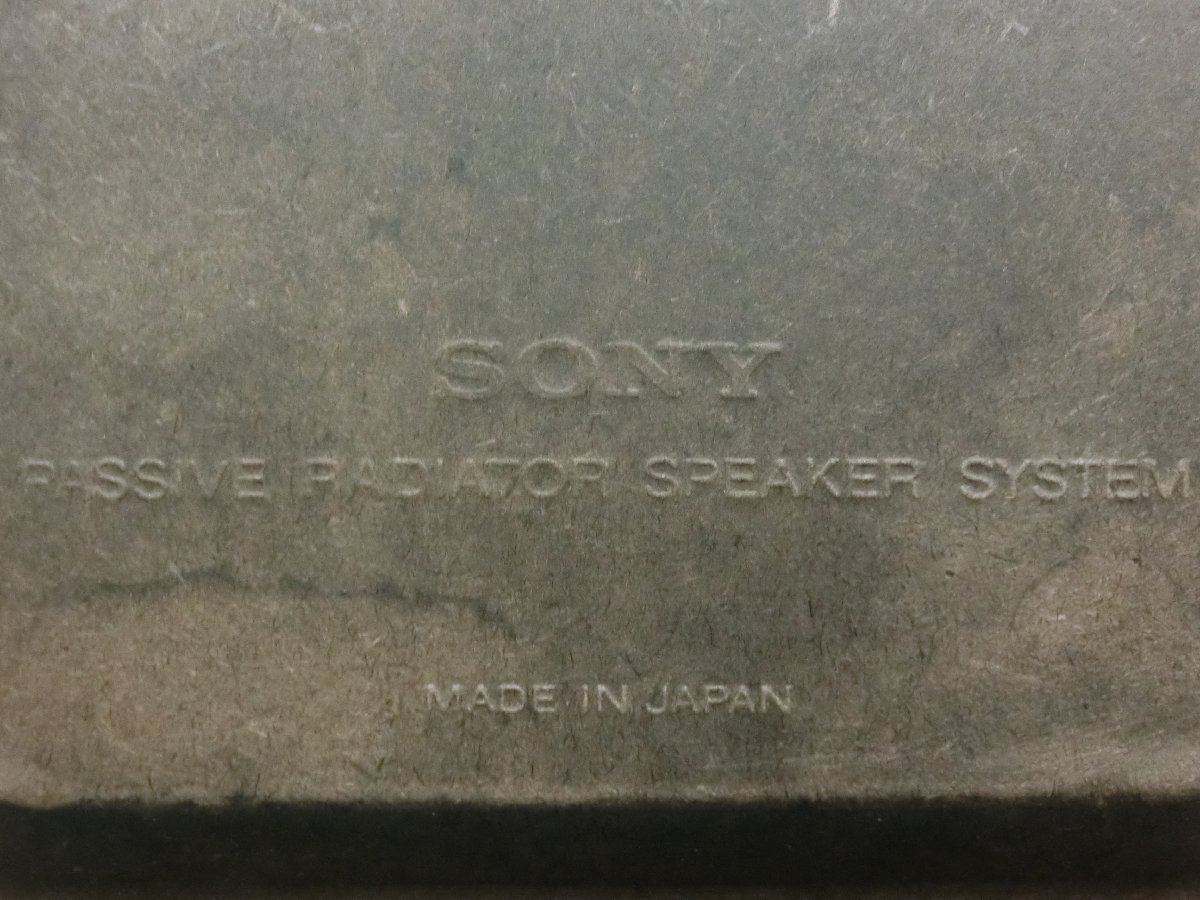 SONY
PASSIVE RADIATOR SPEAKER SYSTEM
MADE IN JAPAN